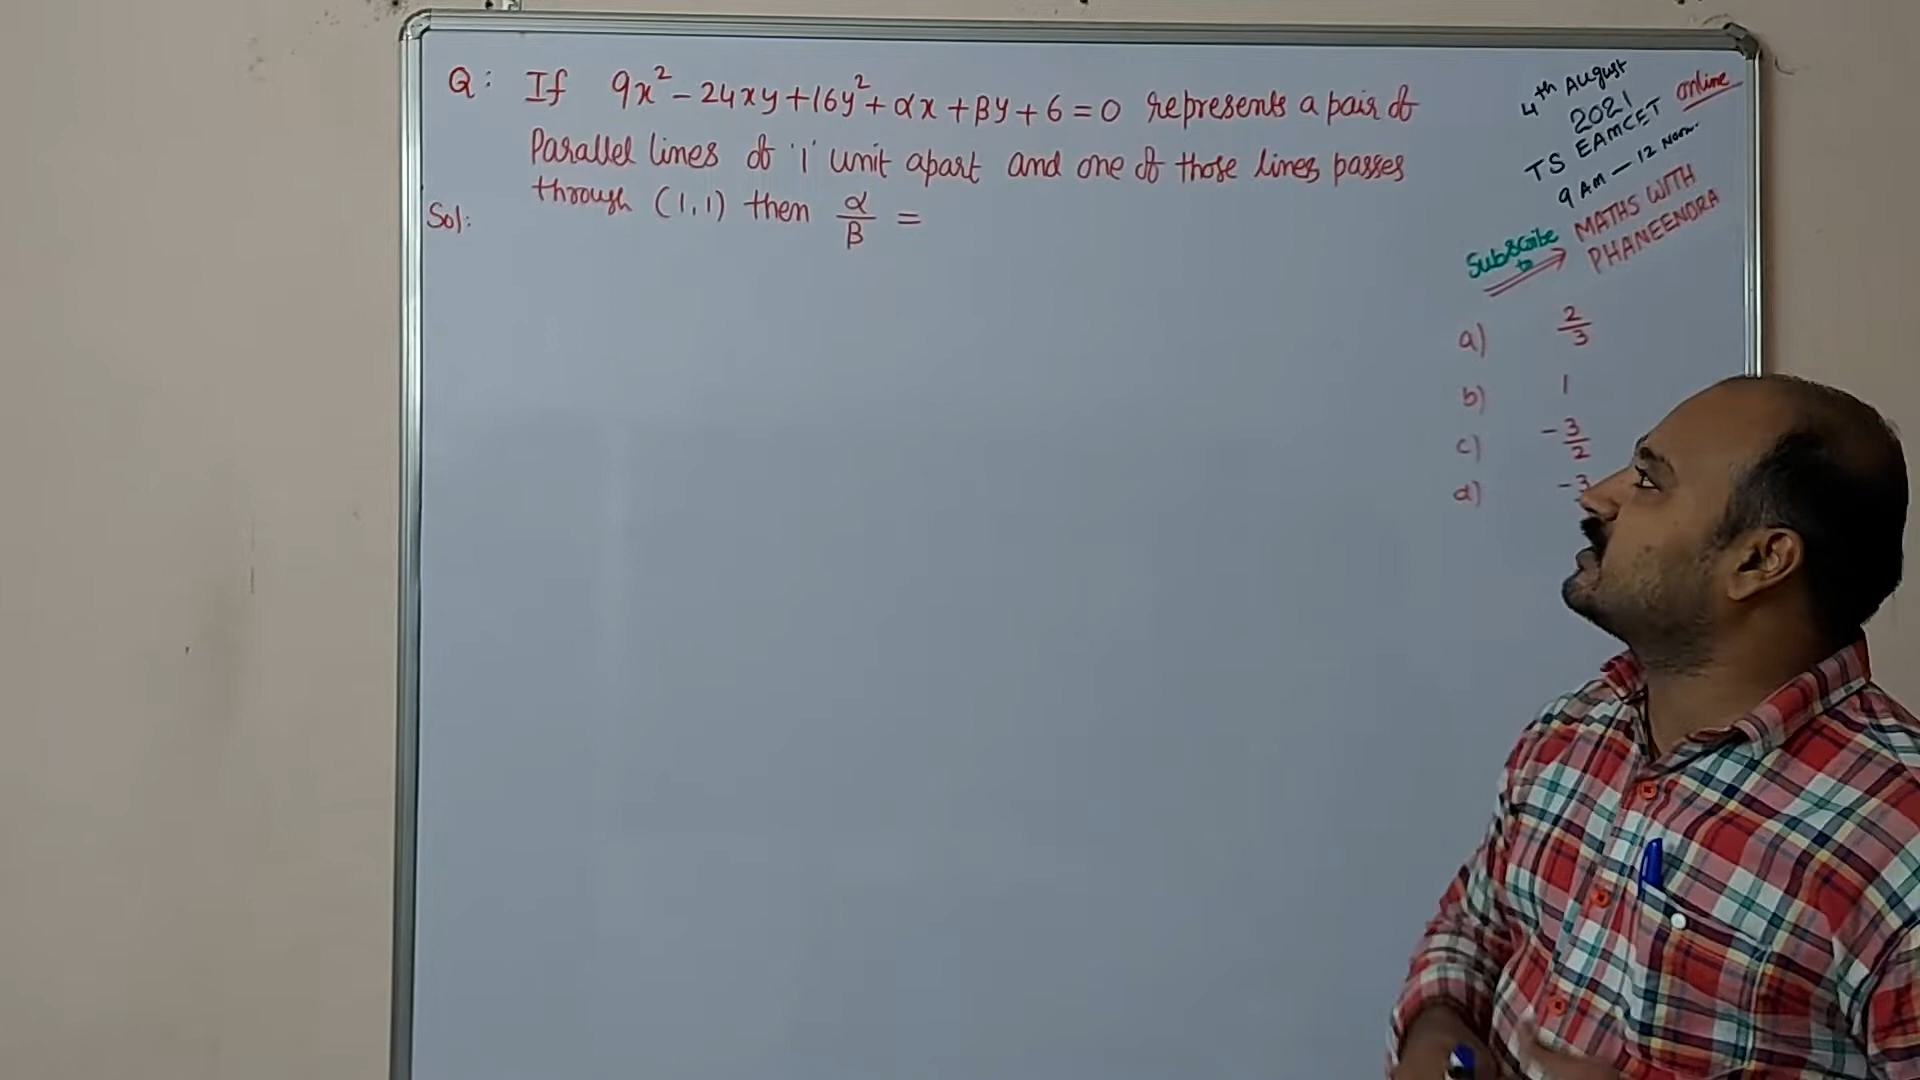 Q: If 9x² - 24xy + 16y² + αx + βy + 6 = 0 represents a pair of
Parallel lines of '1' unit apart and one of those lines passes
through (1,1) then α/β =
Sol:
4th August
2021
TS EAMCET online
9 AM - 12 Noon.
Subscribe
to
MATHS WITH
PHANEENDRA
a) 2/3
b) 1
c) -3/2
d) -3